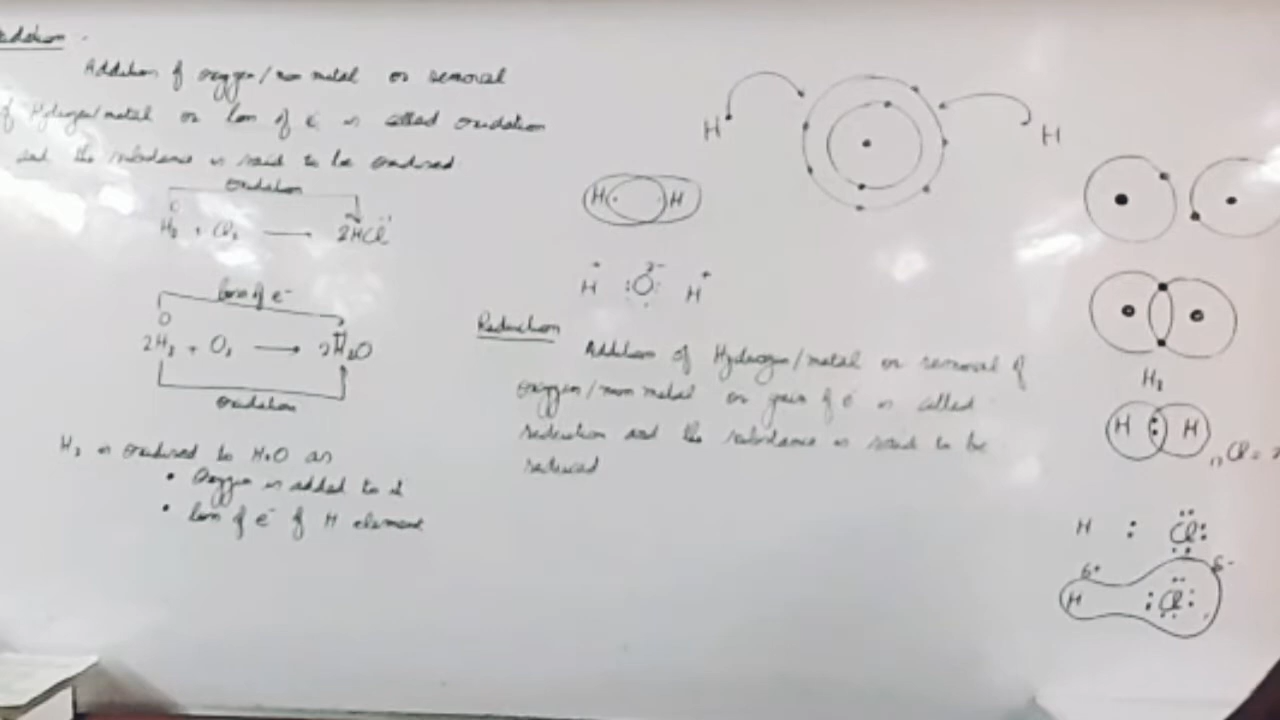 Addition of oxygen/non metal or removal
of Hydrogen/metal or loss of e⁻ is called oxidation
and the substance is said to be oxidised
oxidation
0
H₂ + Cl₂ → 2HCl
loss of e⁻
0
2H₂ + O₂ → 2H₂O
oxidation
H₂ is oxidised to H₂O as
• Oxygen is added to it
• loss of e⁻ of H element
H H
H H
H⁺ :O: ²⁻ H⁺
Reduction
Addition of Hydrogen/metal or removal of
oxygen/non metal or gain of e⁻ is called
reduction and the substance is said to be
reduced
H₂
H : H
₁₇Cl =
H : Cl:
δ+ δ-
H :Cl: